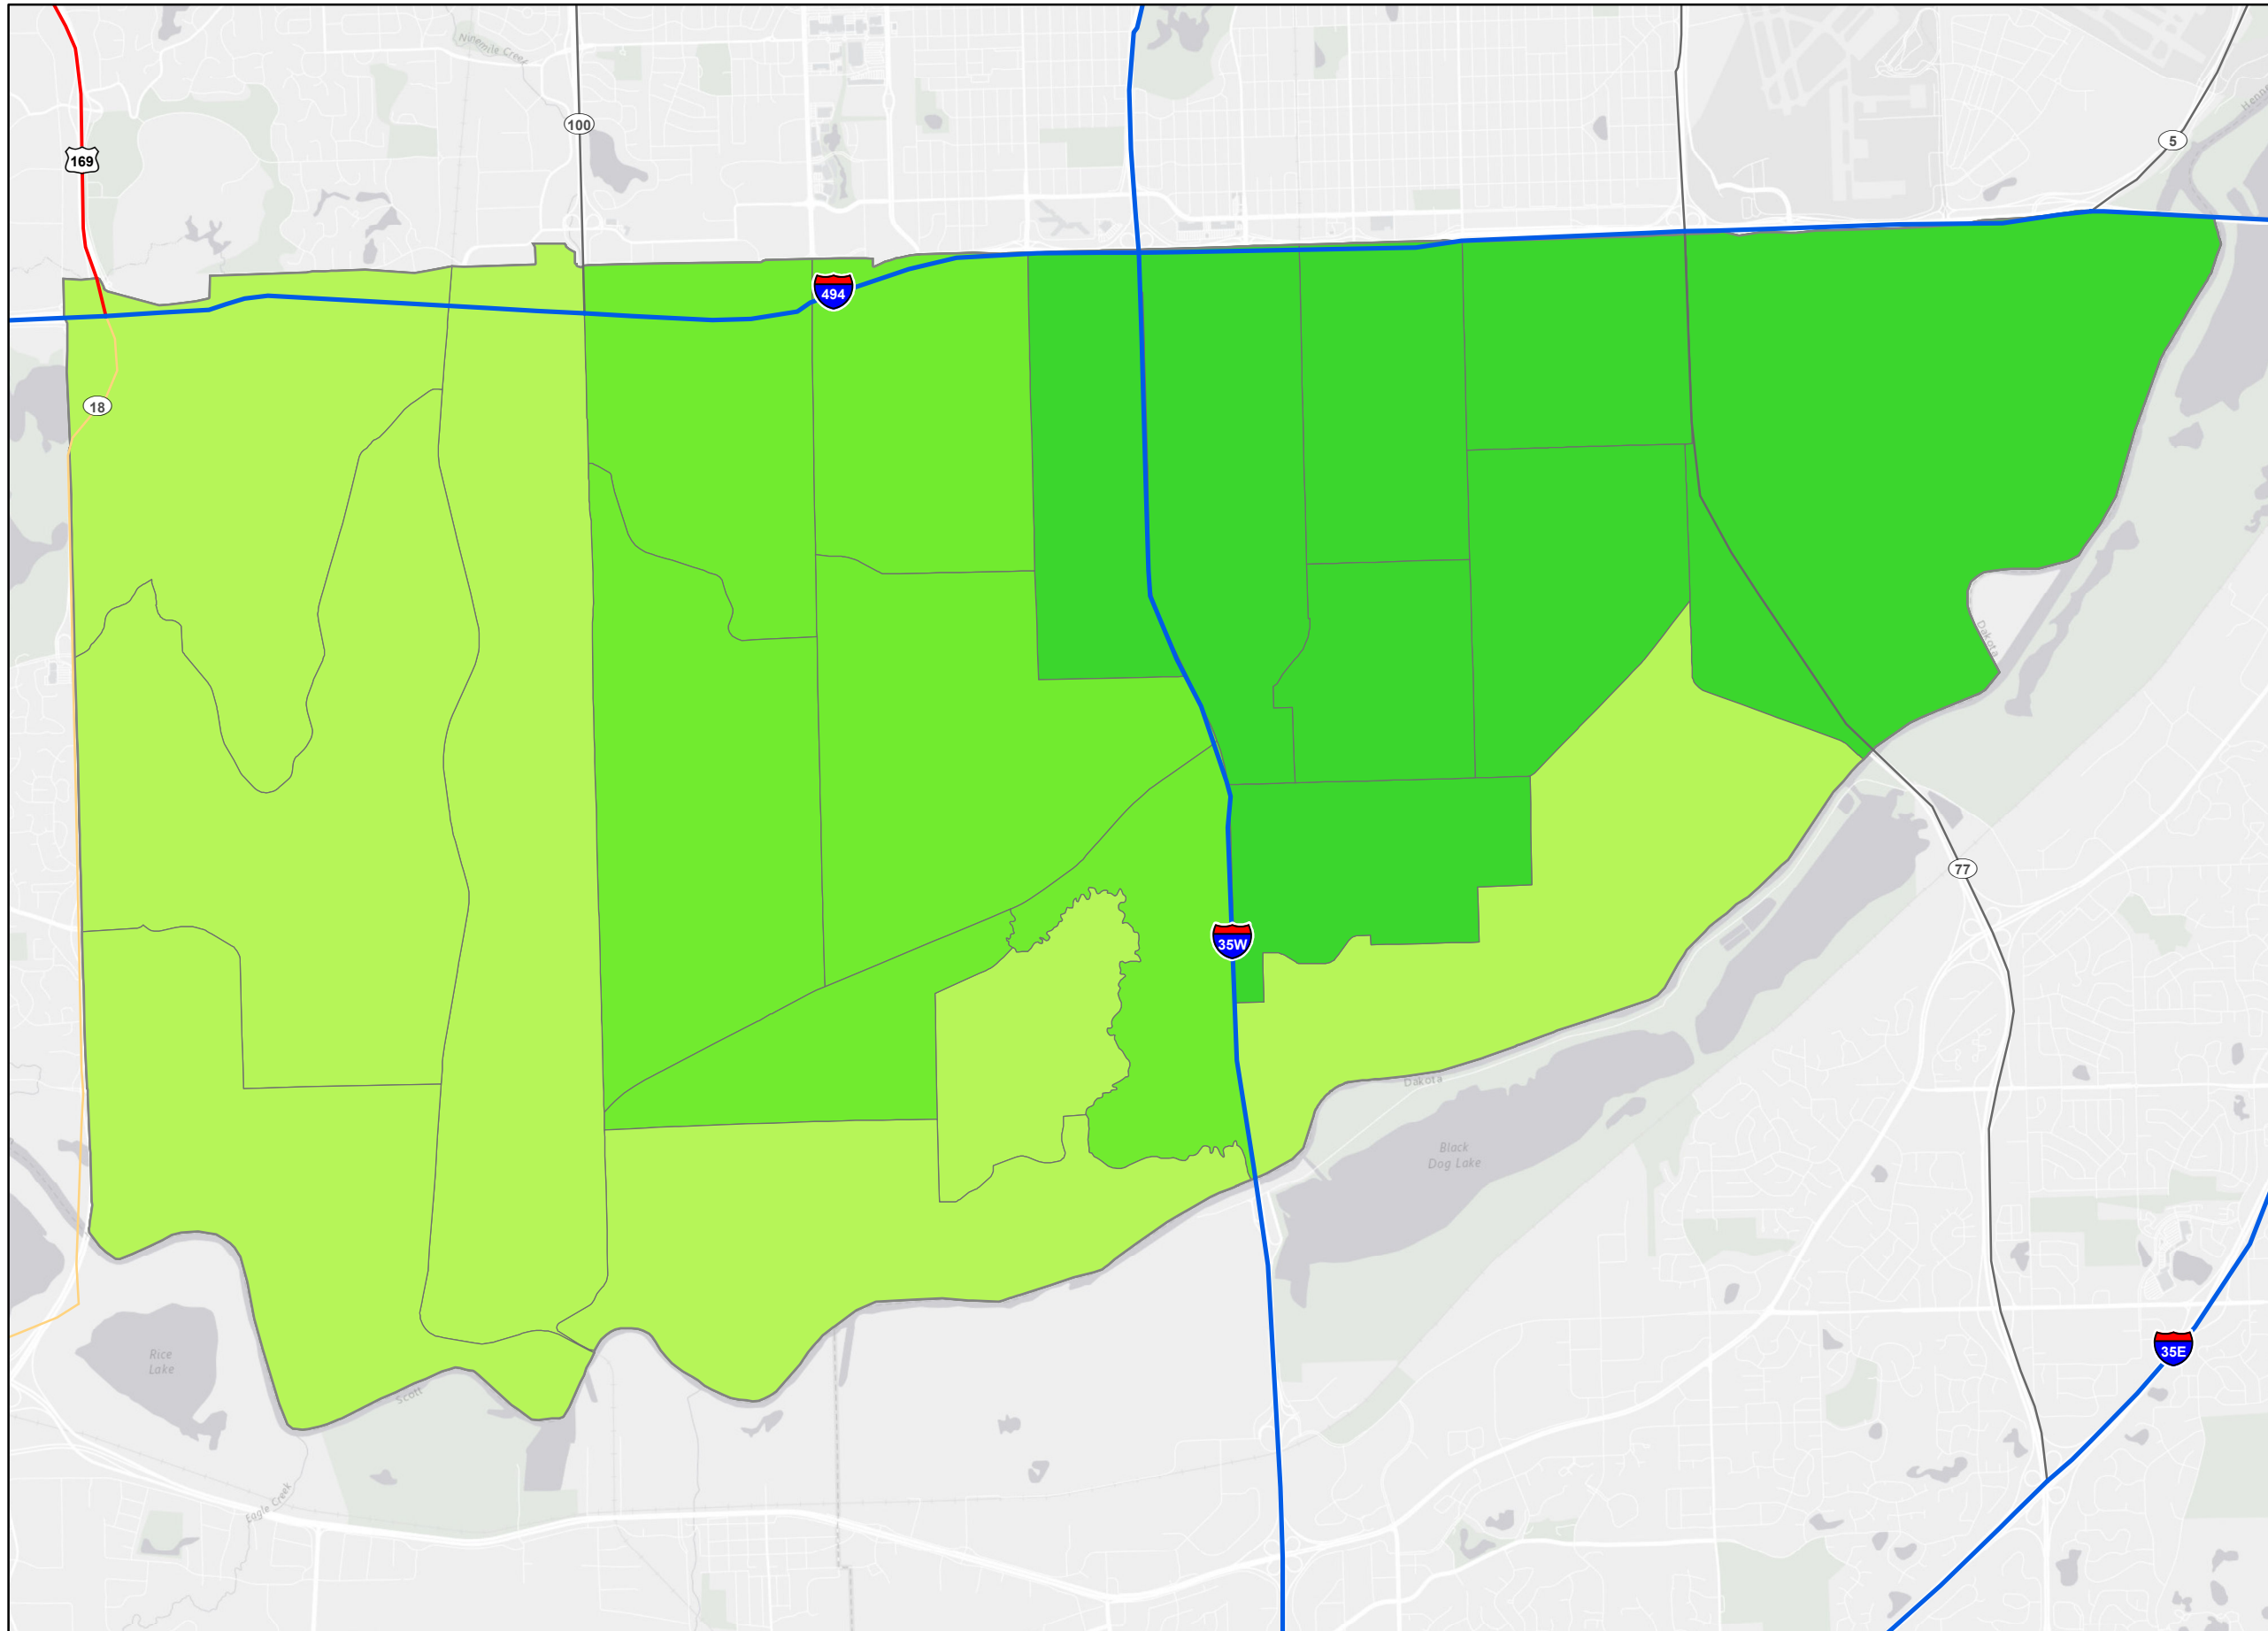 Ninemile Creek
100
169
5
494
18
Dakota
77
35W
Dakota
Black
Dog Lake
35E
Rice
Lake
Scott
Eagle Creek